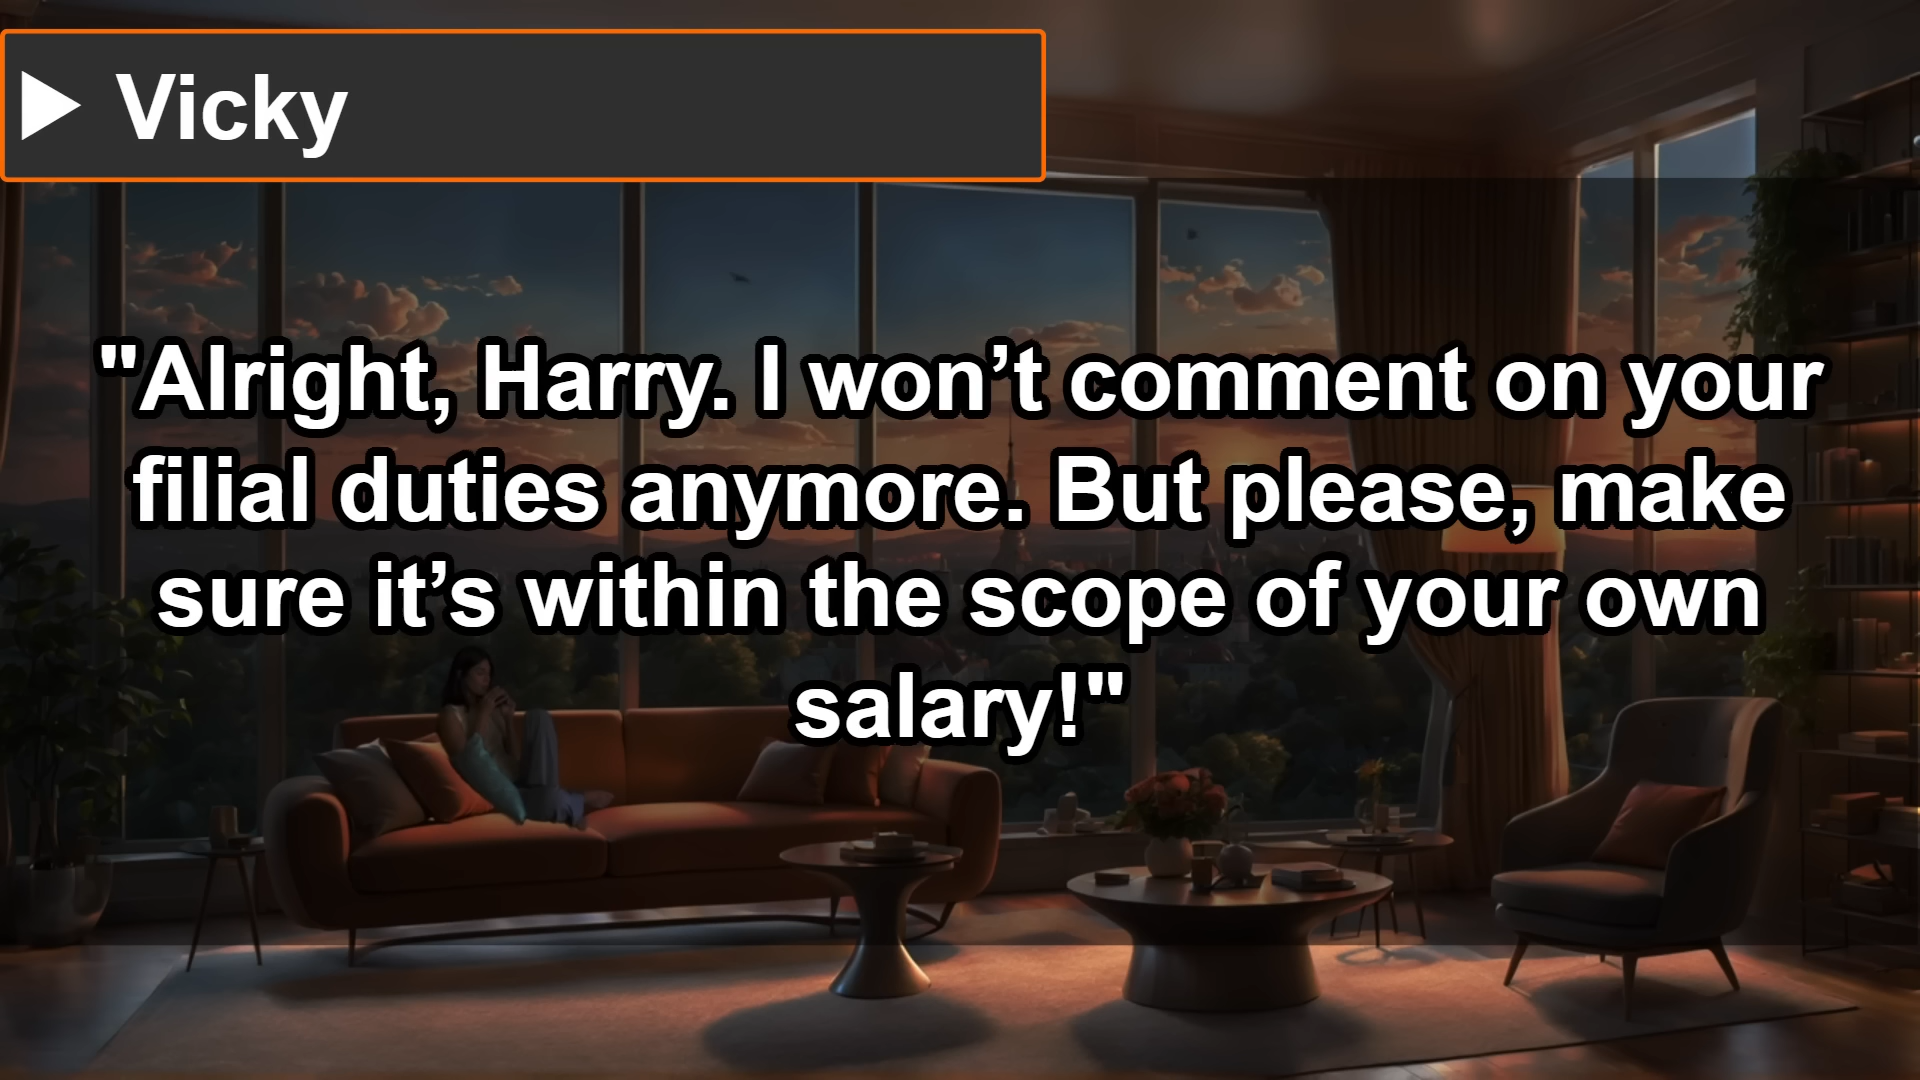 Vicky
"Alright, Harry. I won’t comment on your
filial duties anymore. But please, make
sure it’s within the scope of your own
salary!"